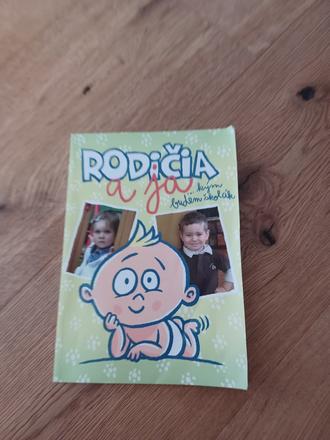 RODIČIA
a ja
kým
budem školák